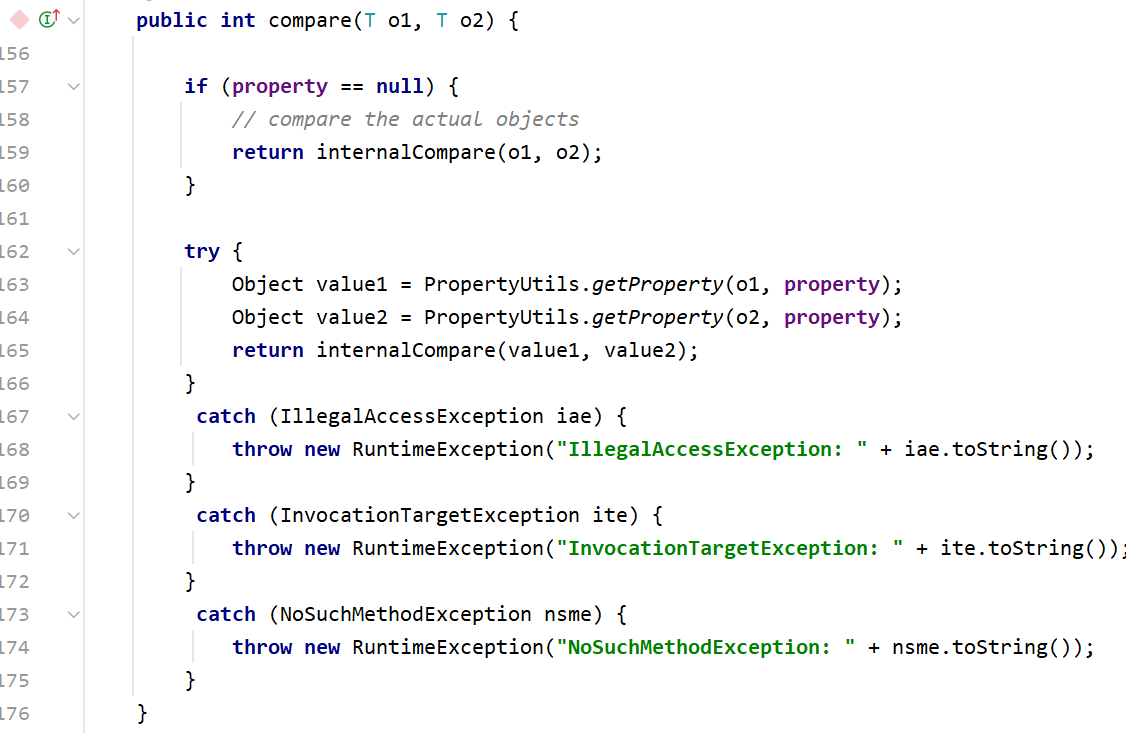 public int compare(T o1, T o2) {
156
157 if (property == null) {
158 // compare the actual objects
159 return internalCompare(o1, o2);
160 }
161
162 try {
163 Object value1 = PropertyUtils.getProperty(o1, property);
164 Object value2 = PropertyUtils.getProperty(o2, property);
165 return internalCompare(value1, value2);
166 }
167 catch (IllegalAccessException iae) {
168 throw new RuntimeException("IllegalAccessException: " + iae.toString());
169 }
170 catch (InvocationTargetException ite) {
171 throw new RuntimeException("InvocationTargetException: " + ite.toString());
172 }
173 catch (NoSuchMethodException nsme) {
174 throw new RuntimeException("NoSuchMethodException: " + nsme.toString());
175 }
176 }